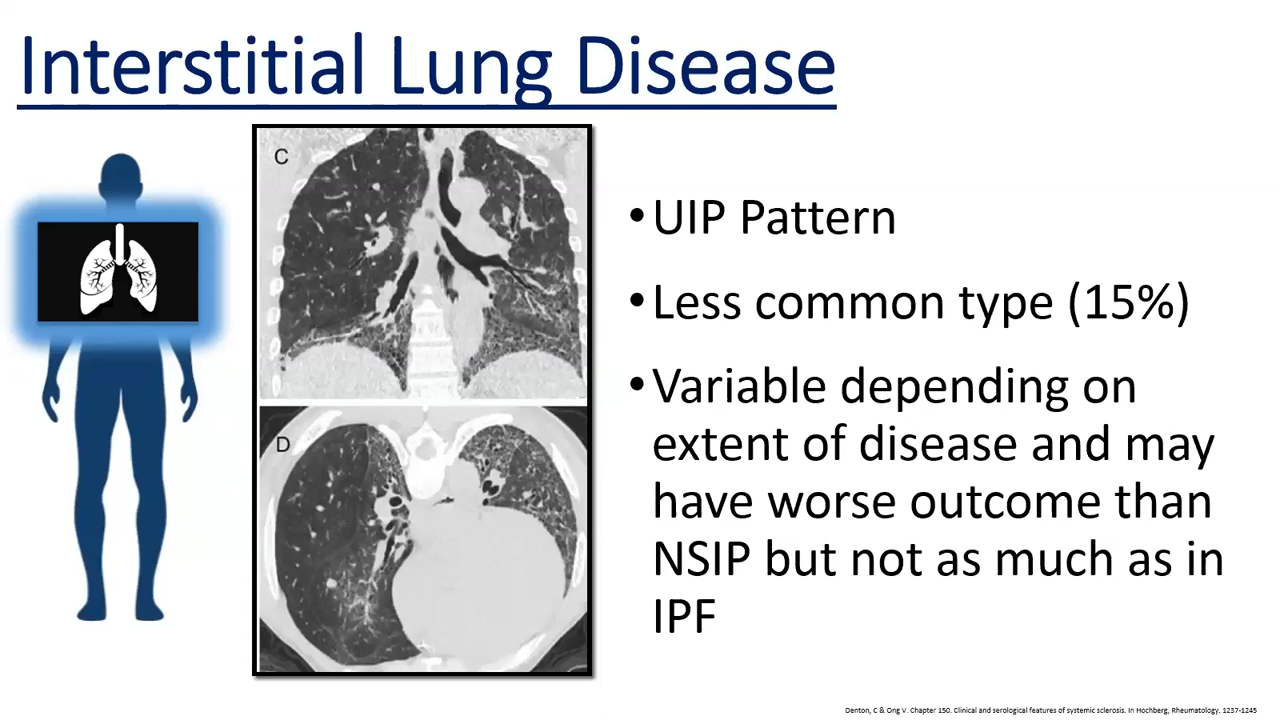 Interstitial Lung Disease
C
D
•UIP Pattern
•Less common type (15%)
•Variable depending on
extent of disease and may
have worse outcome than
NSIP but not as much as in
IPF
Denton, C & Ong V. Chapter 150. Clinical and serological features of systemic sclerosis. In Hochberg, Rheumatology. 1237-1245